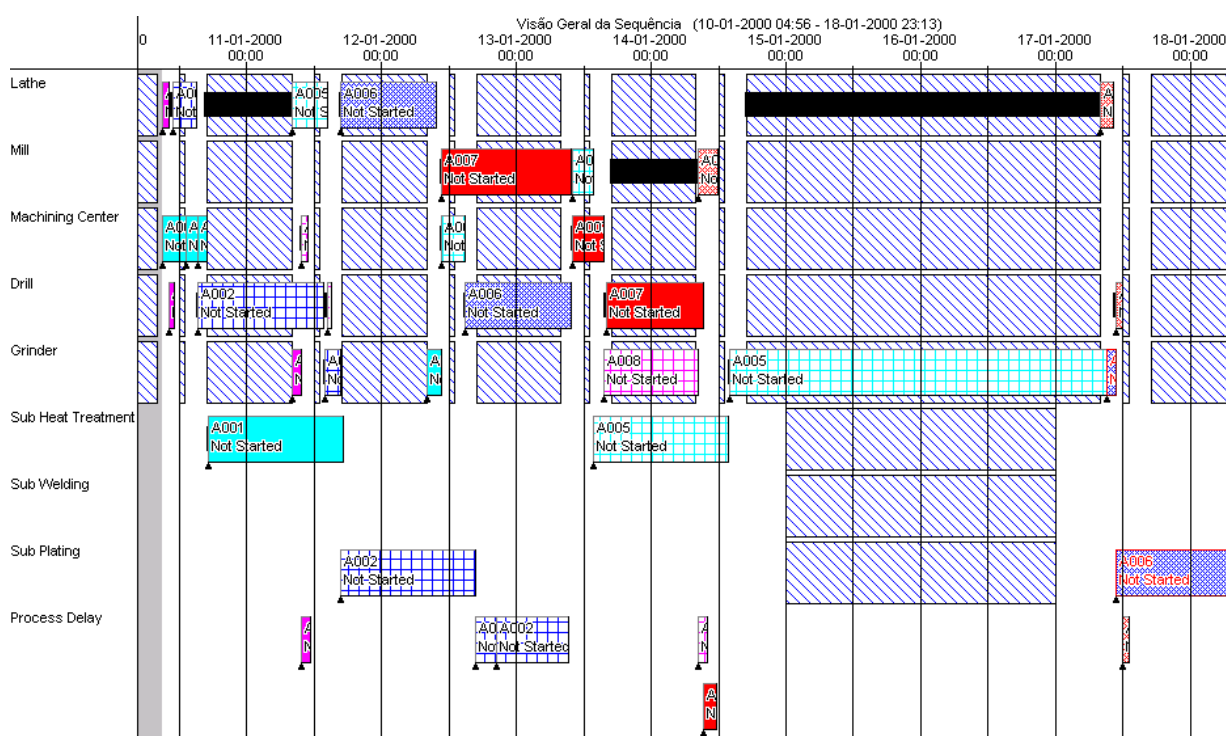 Visão Geral da Sequência (10-01-2000 04:56 - 18-01-2000 23:13)
0 11-01-2000 12-01-2000 13-01-2000 14-01-2000 15-01-2000 16-01-2000 17-01-2000 18-01-2000
00:00 00:00 00:00 00:00 00:00 00:00 00:00 00:00
Lathe
A005 A006
Not Started
Mill
A007
Not Started
Machining Center
Drill
A002 A006 A007
Not Started Not Started Not Started
Grinder
A008 A005
Not Started Not Started
Sub Heat Treatment
A001 A005
Not Started Not Started
Sub Welding
Sub Plating
A002 A006
Not Started Not Started
Process Delay
A002
Not Started